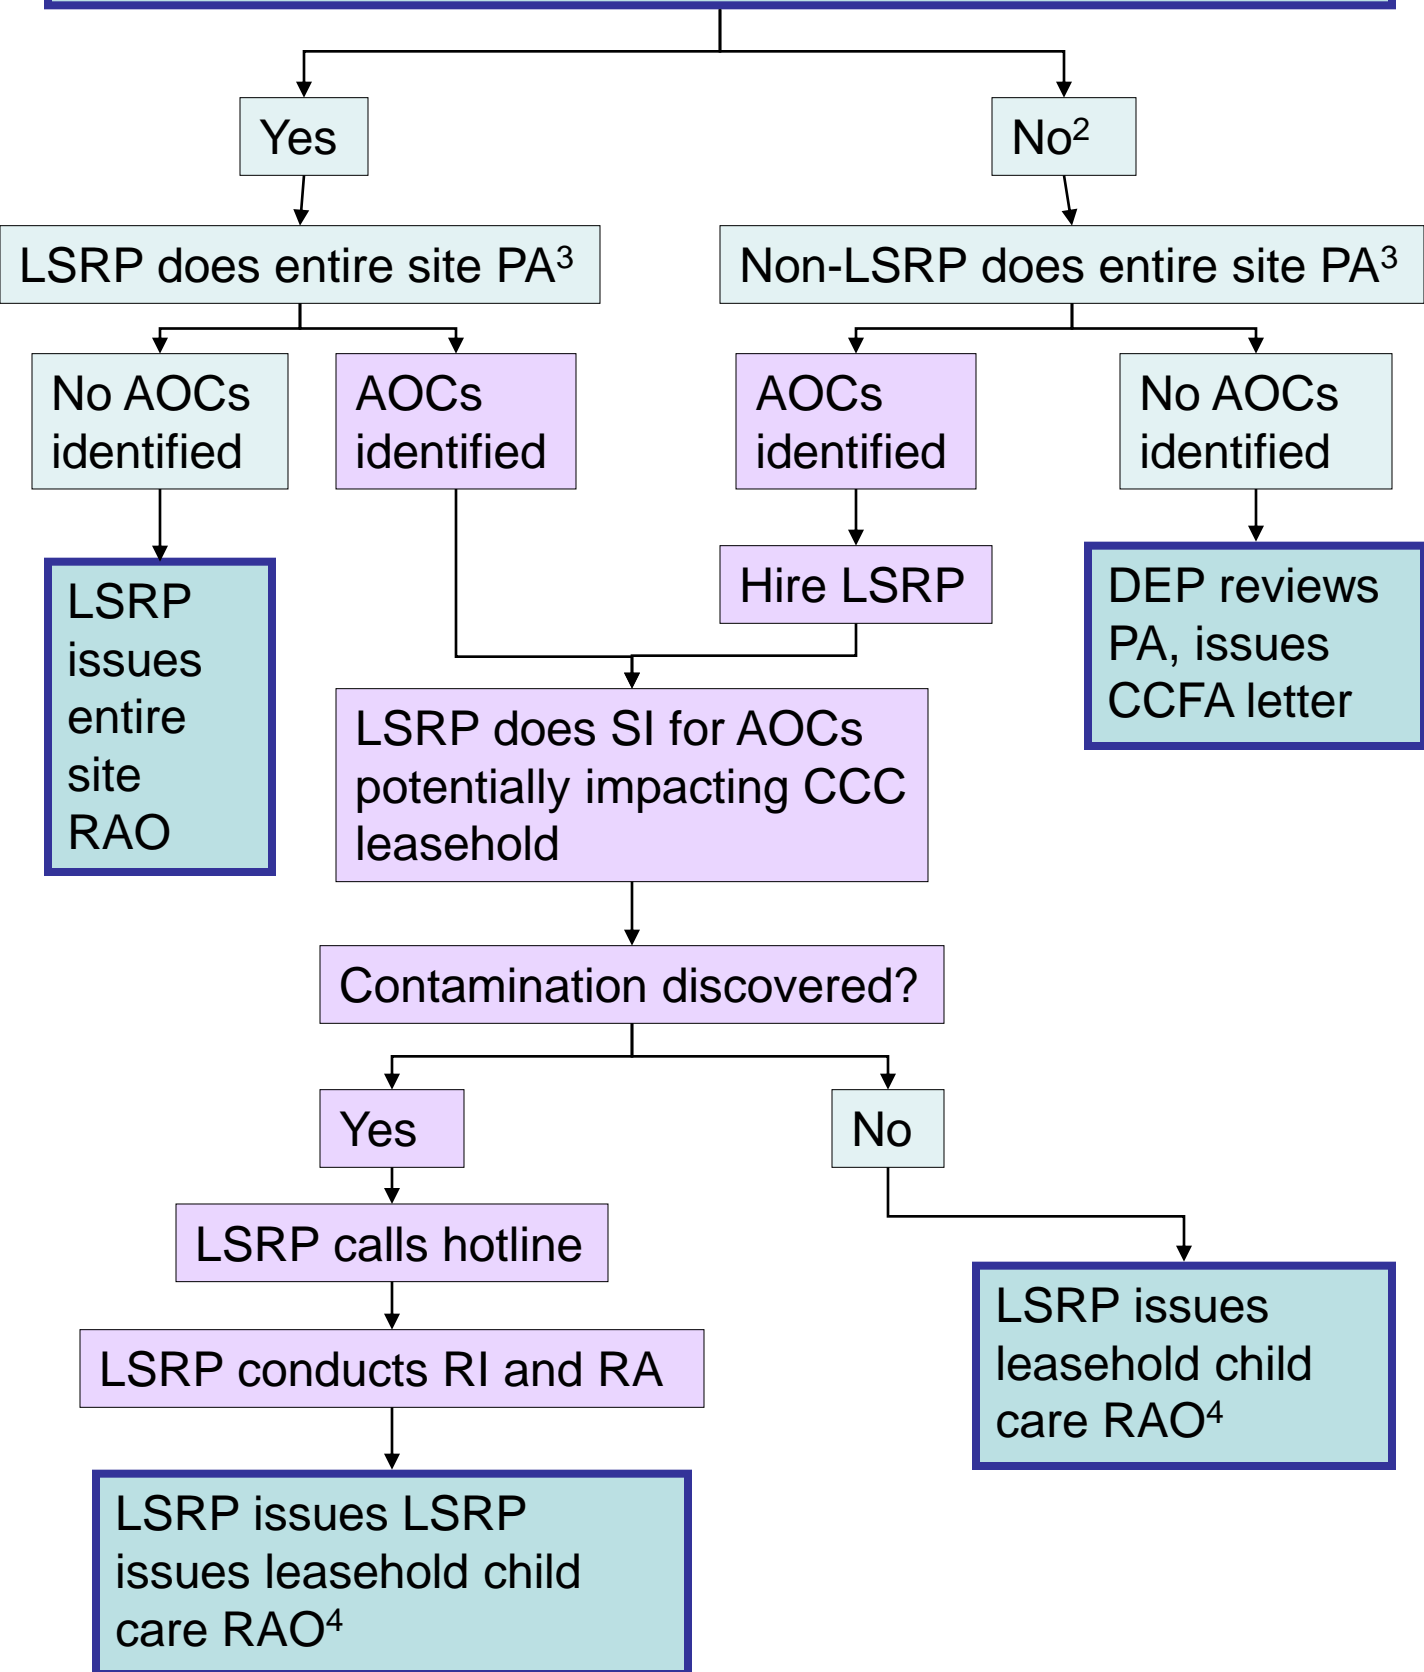 Yes
No²
LSRP does entire site PA³
Non-LSRP does entire site PA³
No AOCs
identified
AOCs
identified
AOCs
identified
No AOCs
identified
LSRP
issues
entire
site
RAO
Hire LSRP
DEP reviews
PA, issues
CCFA letter
LSRP does SI for AOCs
potentially impacting CCC
leasehold
Contamination discovered?
Yes
No
LSRP calls hotline
LSRP conducts RI and RA
LSRP issues
leasehold child
care RAO⁴
LSRP issues LSRP
issues leasehold child
care RAO⁴